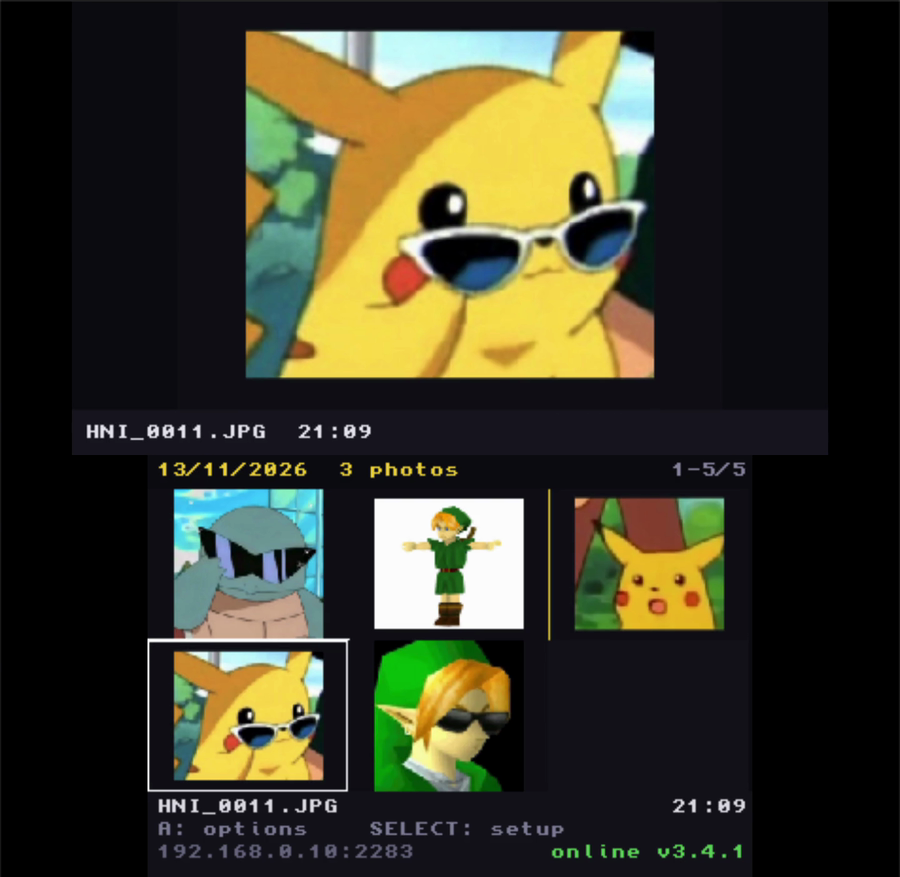 HNI_0011.JPG 21:09
13/11/2026 3 photos 1-5/5
HNI_0011.JPG 21:09
A: options SELECT: setup
192.168.0.10:2283 online v3.4.1